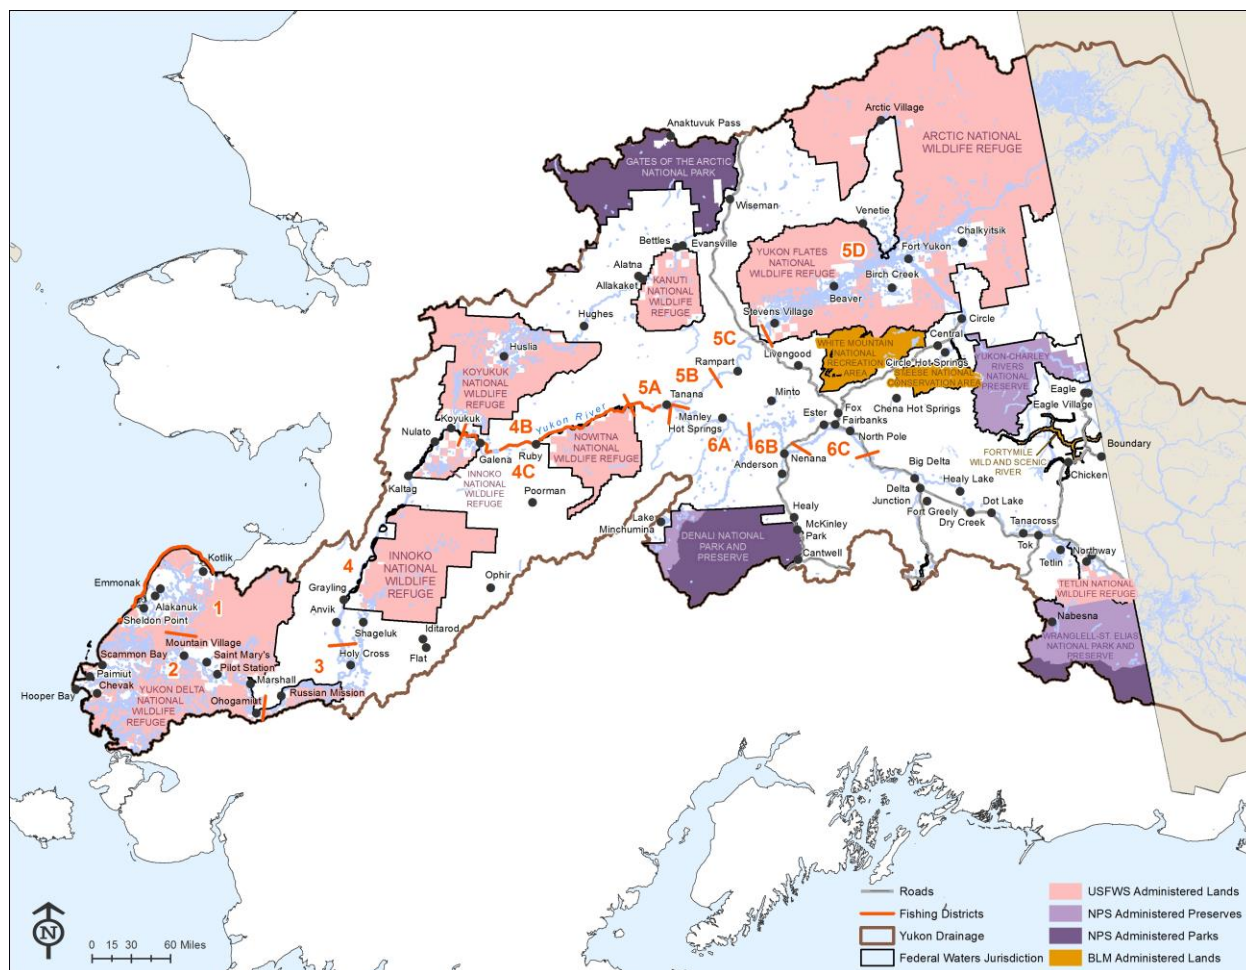 Anaktuvuk Pass
GATES OF THE ARCTIC
NATIONAL PARK
Arctic Village
ARCTIC NATIONAL
WILDLIFE REFUGE
Wiseman
Venetie
Chalkyitsik
Fort Yukon
5D
YUKON FLATES
NATIONAL
WILDLIFE REFUGE
Birch Creek
Beaver
Stevens Village
Bettles
Evansville
Alatna
Allakaket
KANUTI
NATIONAL
WILDLIFE
REFUGE
Hughes
Huslia
KOYUKUK
NATIONAL
WILDLIFE
REFUGE
5C
Livengood
WHITE MOUNTAIN
NATIONAL
RECREATION
AREA
Circle
Central
Circle Hot Springs
STEESE NATIONAL
CONSERVATION AREA
YUKON-CHARLEY
RIVERS
NATIONAL
PRESERVE
Eagle
Eagle Village
Rampart
5B
5A
Tanana
Minto
Manley
Hot Springs
Ester
Fox
Fairbanks
North Pole
Chena Hot Springs
6A
6B
6C
Nenana
Anderson
Boundary
FORTYMILE
WILD AND SCENIC
RIVER
Chicken
Koyukuk
Nulato
4B
Yukon River
Galena
Ruby
4C
NOWITNA
NATIONAL
WILDLIFE REFUGE
INNOKO
NATIONAL
WILDLIFE
REFUGE
Kaltag
Poorman
Big Delta
Healy Lake
Delta
Junction
Fort Greely
Dot Lake
Dry Creek
Tanacross
Tok
Tetlin
Northway
Lake
Minchumina
Healy
McKinley
Park
Cantwell
DENALI NATIONAL
PARK AND
PRESERVE
TETLIN NATIONAL
WILDLIFE REFUGE
Nabesna
WRANGLELL-ST. ELIAS
NATIONAL PARK AND
PRESERVE
INNOKO
NATIONAL
WILDLIFE
REFUGE
4
Grayling
Anvik
Shageluk
Ophir
Iditarod
Flat
Holy Cross
3
Kotlik
Emmonak
Alakanuk
Sheldon Point
1
Mountain Village
Scammon Bay
2
Saint Mary's
Pilot Station
Paimiut
Chevak
Hooper Bay
Marshall
Russian Mission
Ohogamiut
YUKON DELTA
NATIONAL
WILDLIFE
REFUGE
N
0 15 30 60 Miles
Roads
Fishing Districts
Yukon Drainage
Federal Waters Jurisdiction
USFWS Administered Lands
NPS Administered Preserves
NPS Administered Parks
BLM Administered Lands